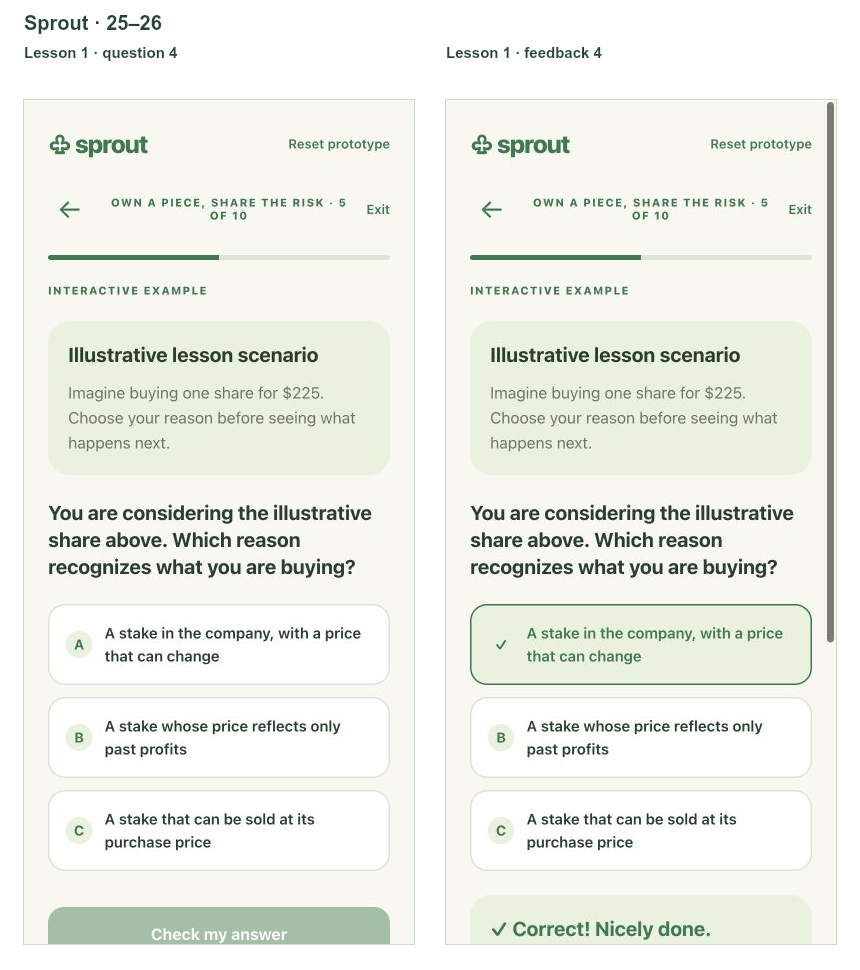 Sprout · 25–26
Lesson 1 · question 4
sprout
Reset prototype
OWN A PIECE, SHARE THE RISK · 5
OF 10
Exit
INTERACTIVE EXAMPLE
Illustrative lesson scenario
Imagine buying one share for $225.
Choose your reason before seeing what
happens next.
You are considering the illustrative
share above. Which reason
recognizes what you are buying?
A
A stake in the company, with a price
that can change
B
A stake whose price reflects only
past profits
C
A stake that can be sold at its
purchase price
Check my answer
Lesson 1 · feedback 4
sprout
Reset prototype
OWN A PIECE, SHARE THE RISK · 5
OF 10
Exit
INTERACTIVE EXAMPLE
Illustrative lesson scenario
Imagine buying one share for $225.
Choose your reason before seeing what
happens next.
You are considering the illustrative
share above. Which reason
recognizes what you are buying?
✓
A stake in the company, with a price
that can change
B
A stake whose price reflects only
past profits
C
A stake that can be sold at its
purchase price
✓ Correct! Nicely done.